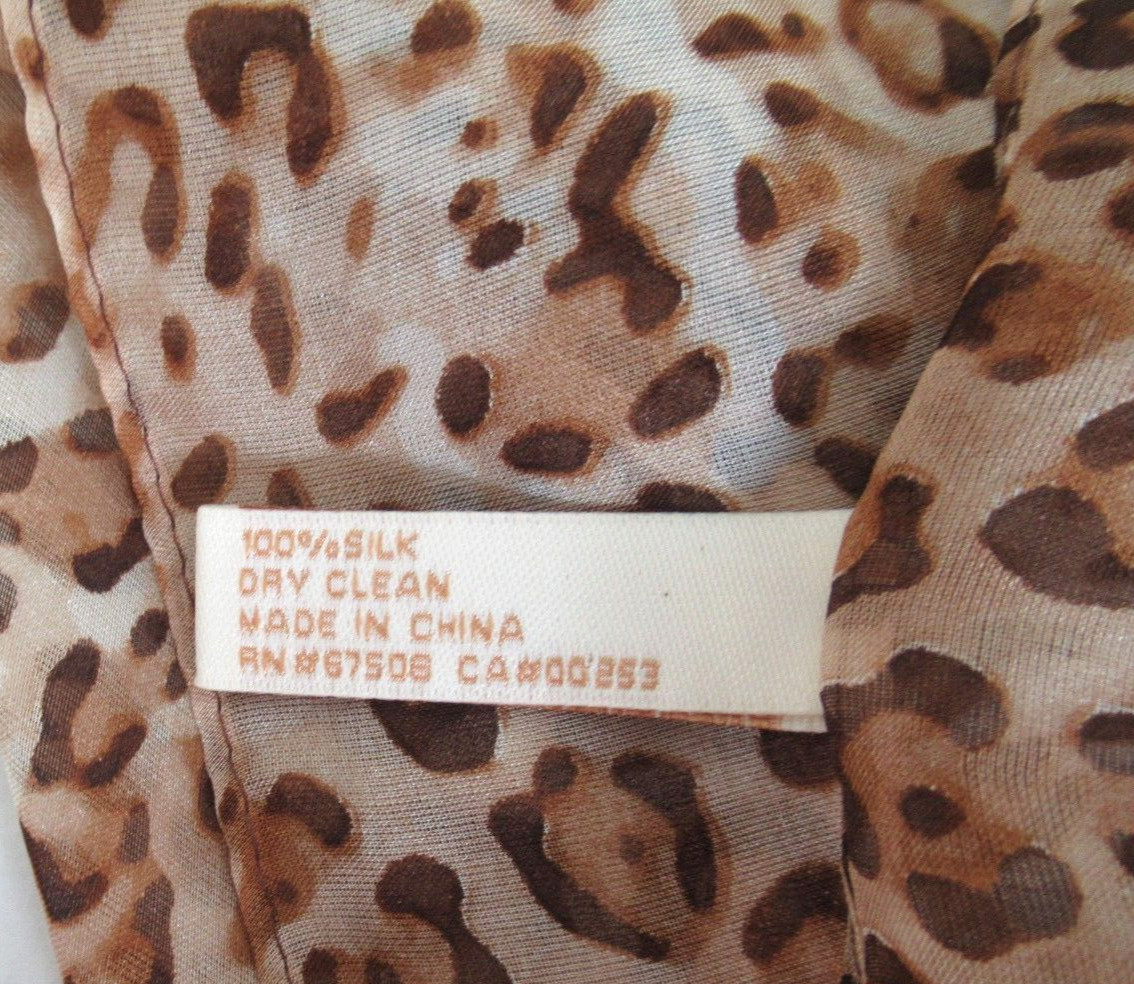 100% SILK
DRY CLEAN
MADE IN CHINA
RN#67506 CA#00253